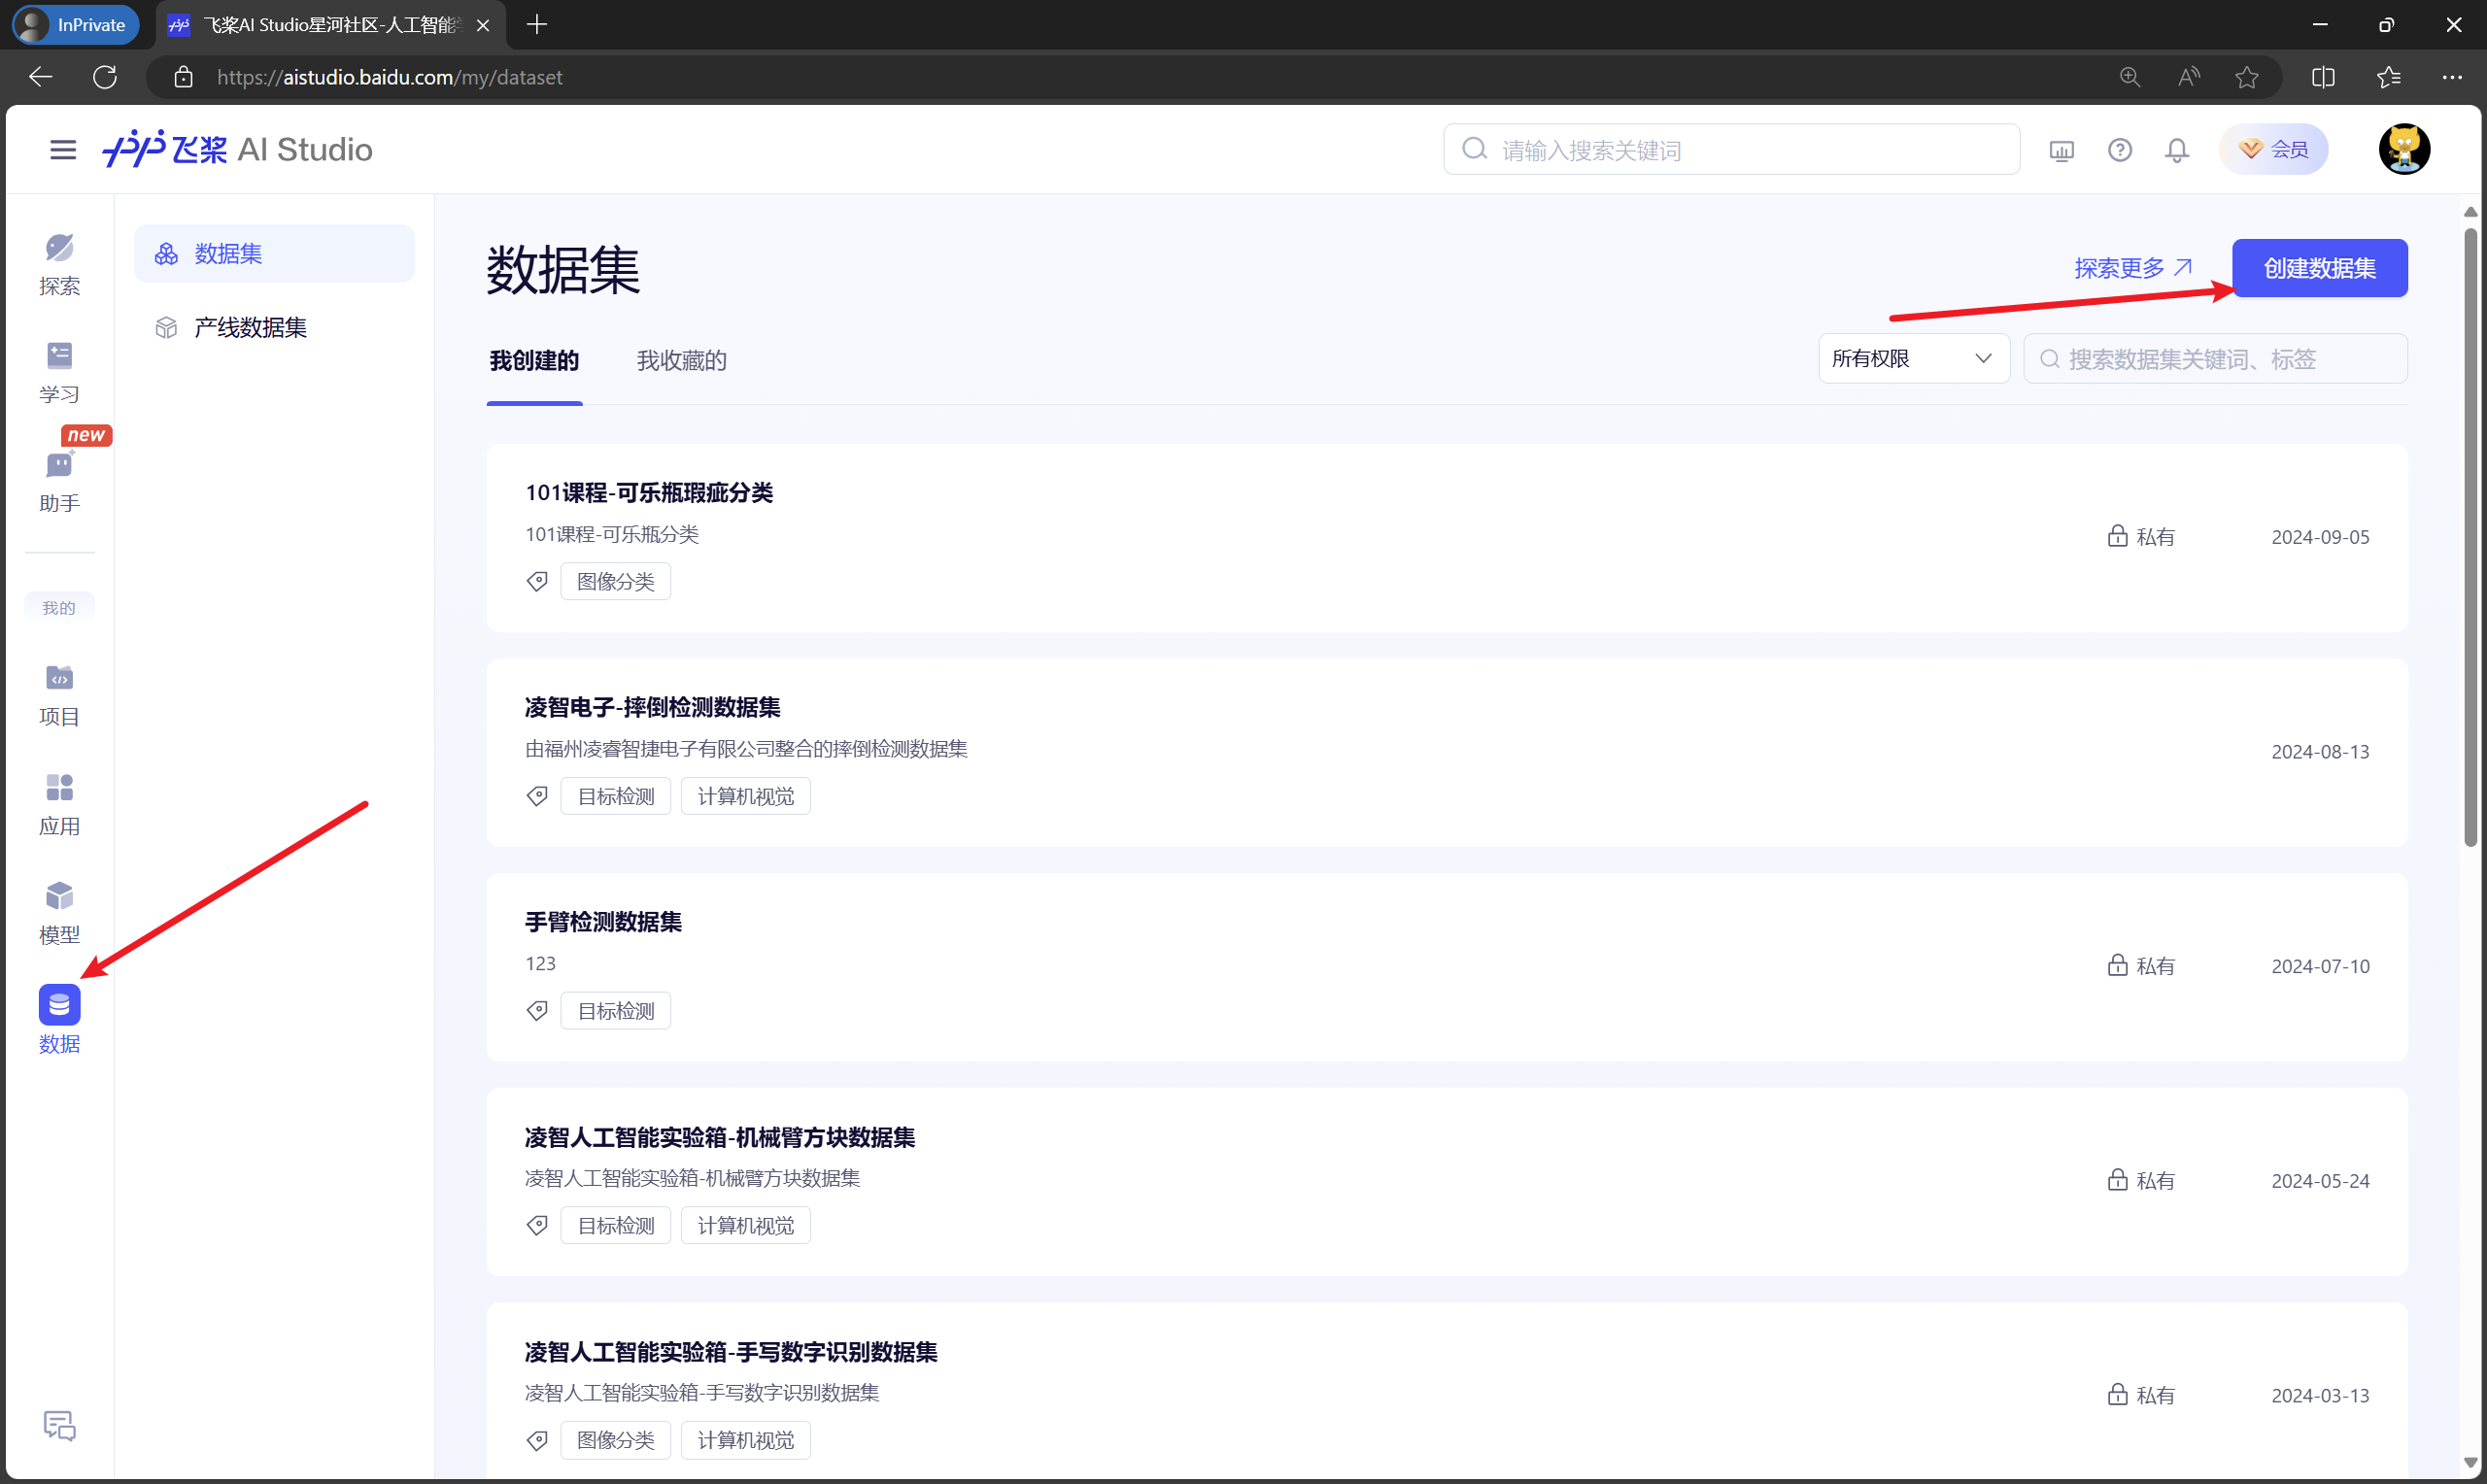 InPrivate
飞桨AI Studio星河社区-人工智能
https://aistudio.baidu.com/my/dataset
飞桨 AI Studio
请输入搜索关键词
会员
探索
学习
new
助手
我的
项目
应用
模型
数据
数据集
产线数据集
数据集
探索更多
创建数据集
我创建的
我收藏的
所有权限
搜索数据集关键词、标签
101课程-可乐瓶瑕疵分类
101课程-可乐瓶分类
图像分类
私有
2024-09-05
凌智电子-摔倒检测数据集
由福州凌睿智捷电子有限公司整合的摔倒检测数据集
目标检测
计算机视觉
2024-08-13
手臂检测数据集
123
目标检测
私有
2024-07-10
凌智人工智能实验箱-机械臂方块数据集
凌智人工智能实验箱-机械臂方块数据集
目标检测
计算机视觉
私有
2024-05-24
凌智人工智能实验箱-手写数字识别数据集
凌智人工智能实验箱-手写数字识别数据集
图像分类
计算机视觉
私有
2024-03-13